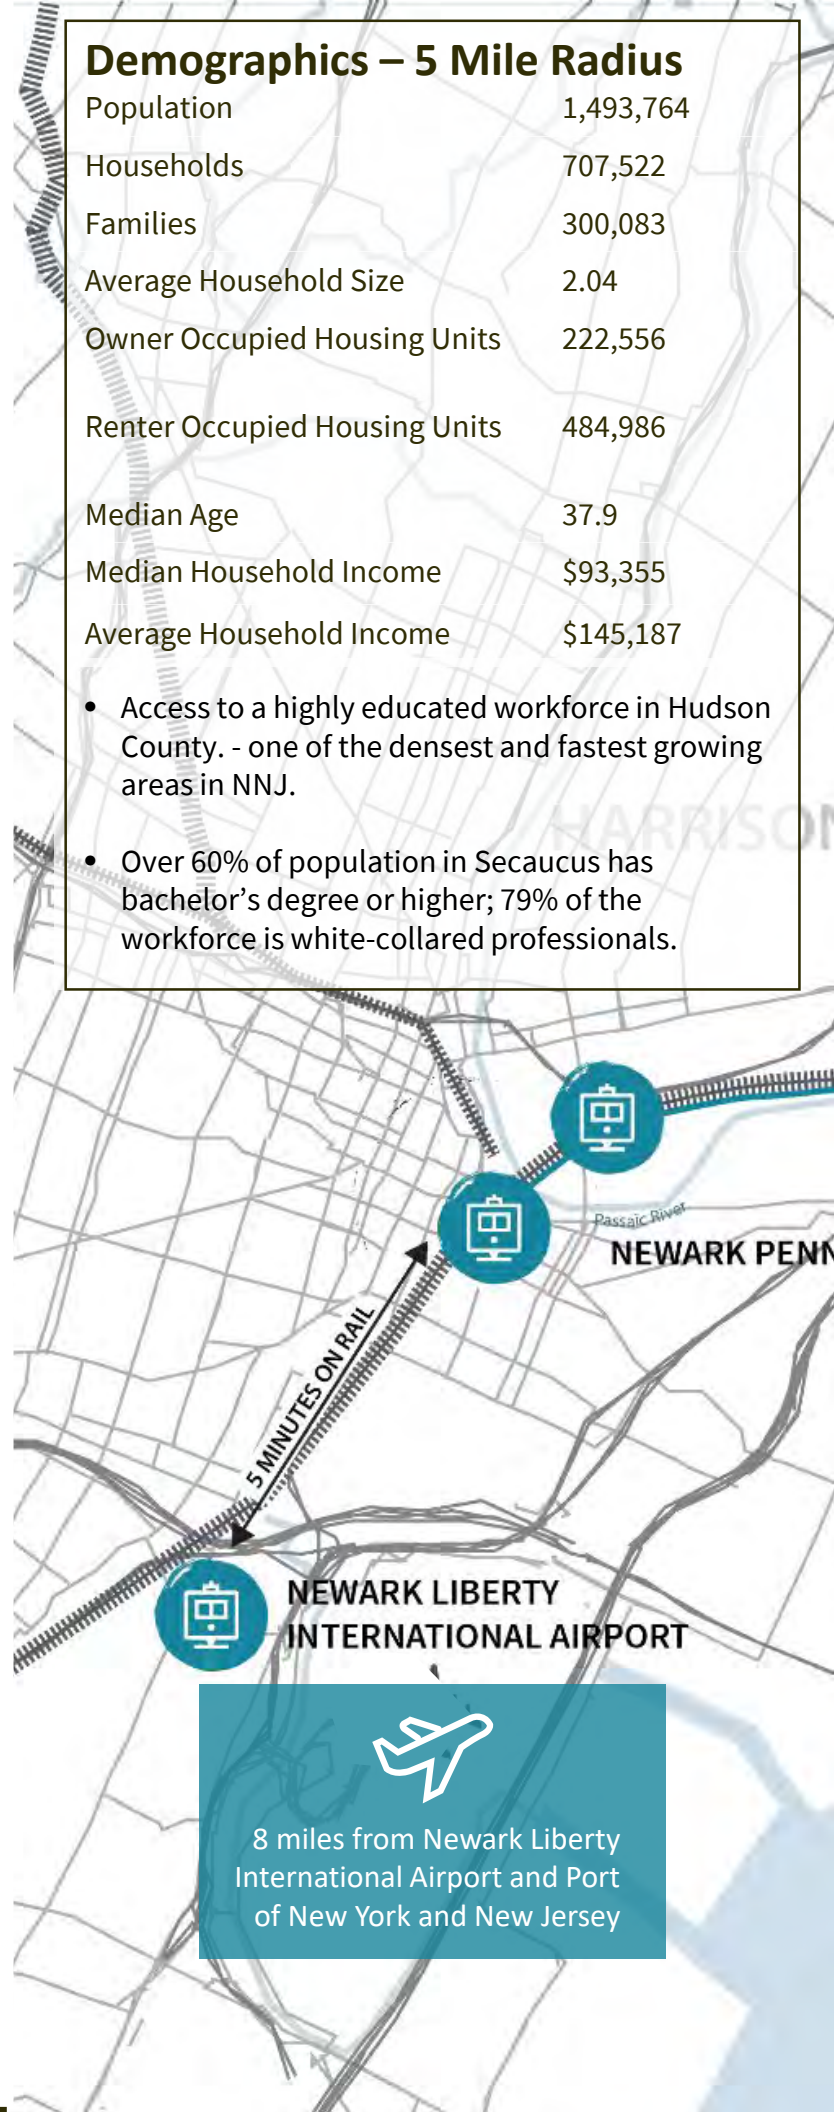 Demographics – 5 Mile Radius
Population 1,493,764
Households 707,522
Families 300,083
Average Household Size 2.04
Owner Occupied Housing Units 222,556
Renter Occupied Housing Units 484,986
Median Age 37.9
Median Household Income $93,355
Average Household Income $145,187
• Access to a highly educated workforce in Hudson
County. - one of the densest and fastest growing
areas in NNJ.
HARRISON
• Over 60% of population in Secaucus has
bachelor’s degree or higher; 79% of the
workforce is white-collared professionals.
Passaic River
NEWARK PENN
5 MINUTES ON RAIL
NEWARK LIBERTY
INTERNATIONAL AIRPORT
8 miles from Newark Liberty
International Airport and Port
of New York and New Jersey